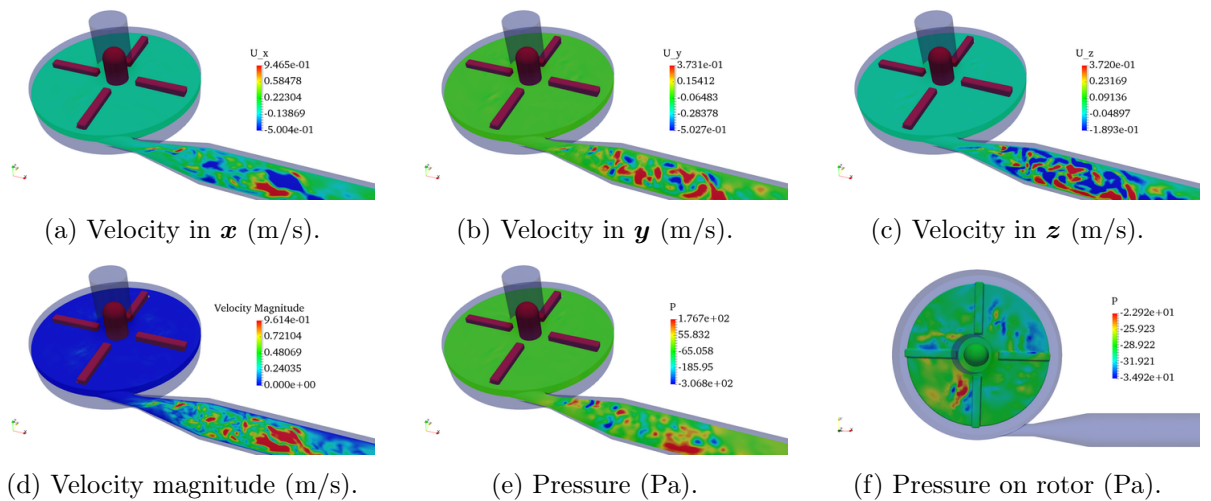 U_x
9.465e-01
0.58478
0.22304
-0.13869
-5.004e-01
U_y
3.731e-01
0.15412
-0.06483
-0.28378
-5.027e-01
U_z
3.720e-01
0.23169
0.09136
-0.04897
-1.893e-01
(a) Velocity in x (m/s).
(b) Velocity in y (m/s).
(c) Velocity in z (m/s).
Velocity Magnitude
9.614e-01
0.72104
0.48069
0.24035
0.000e+00
P
1.767e+02
55.832
-65.058
-185.95
-3.068e+02
P
-2.292e+01
-25.923
-28.922
-31.921
-3.492e+01
(d) Velocity magnitude (m/s).
(e) Pressure (Pa).
(f) Pressure on rotor (Pa).